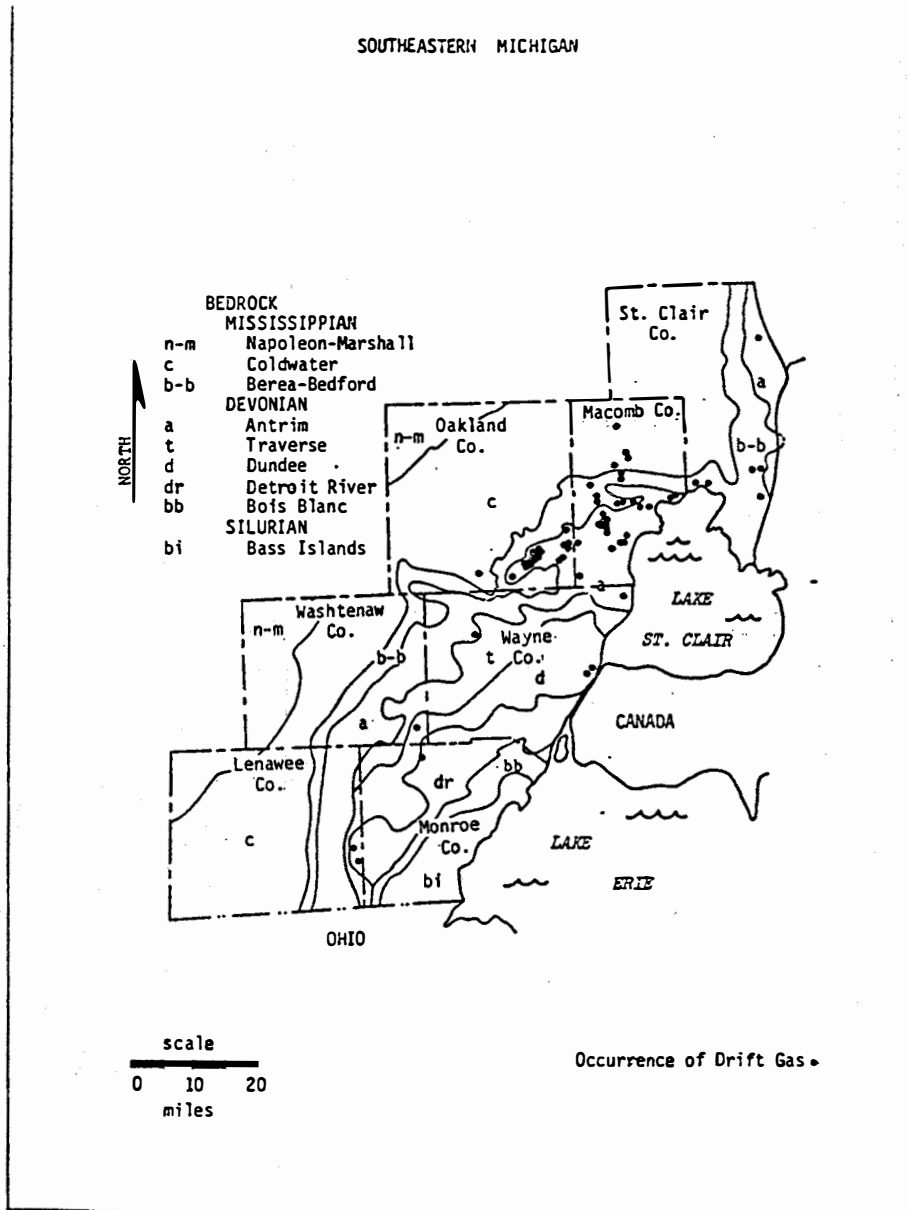 SOUTHEASTERN MICHIGAN
BEDROCK
MISSISSIPPIAN
n-m Napoleon-Marshall
c Coldwater
b-b Berea-Bedford
DEVONIAN
a Antrim
t Traverse
d Dundee
dr Detroit River
bb Bois Blanc
SILURIAN
bi Bass Islands
NORTH
St. Clair
Co.
a
b-b
Macomb Co.
n-m
Oakland
Co.
c
a
LAKE
ST. CLAIR
n-m
Washtenaw
Co.
b-b
a
Wayne
t Co.
d
CANADA
Lenawee
Co.
c
dr
bb
Monroe
Co.
bi
LAKE
ERIE
OHIO
scale
0 10 20
miles
Occurrence of Drift Gas